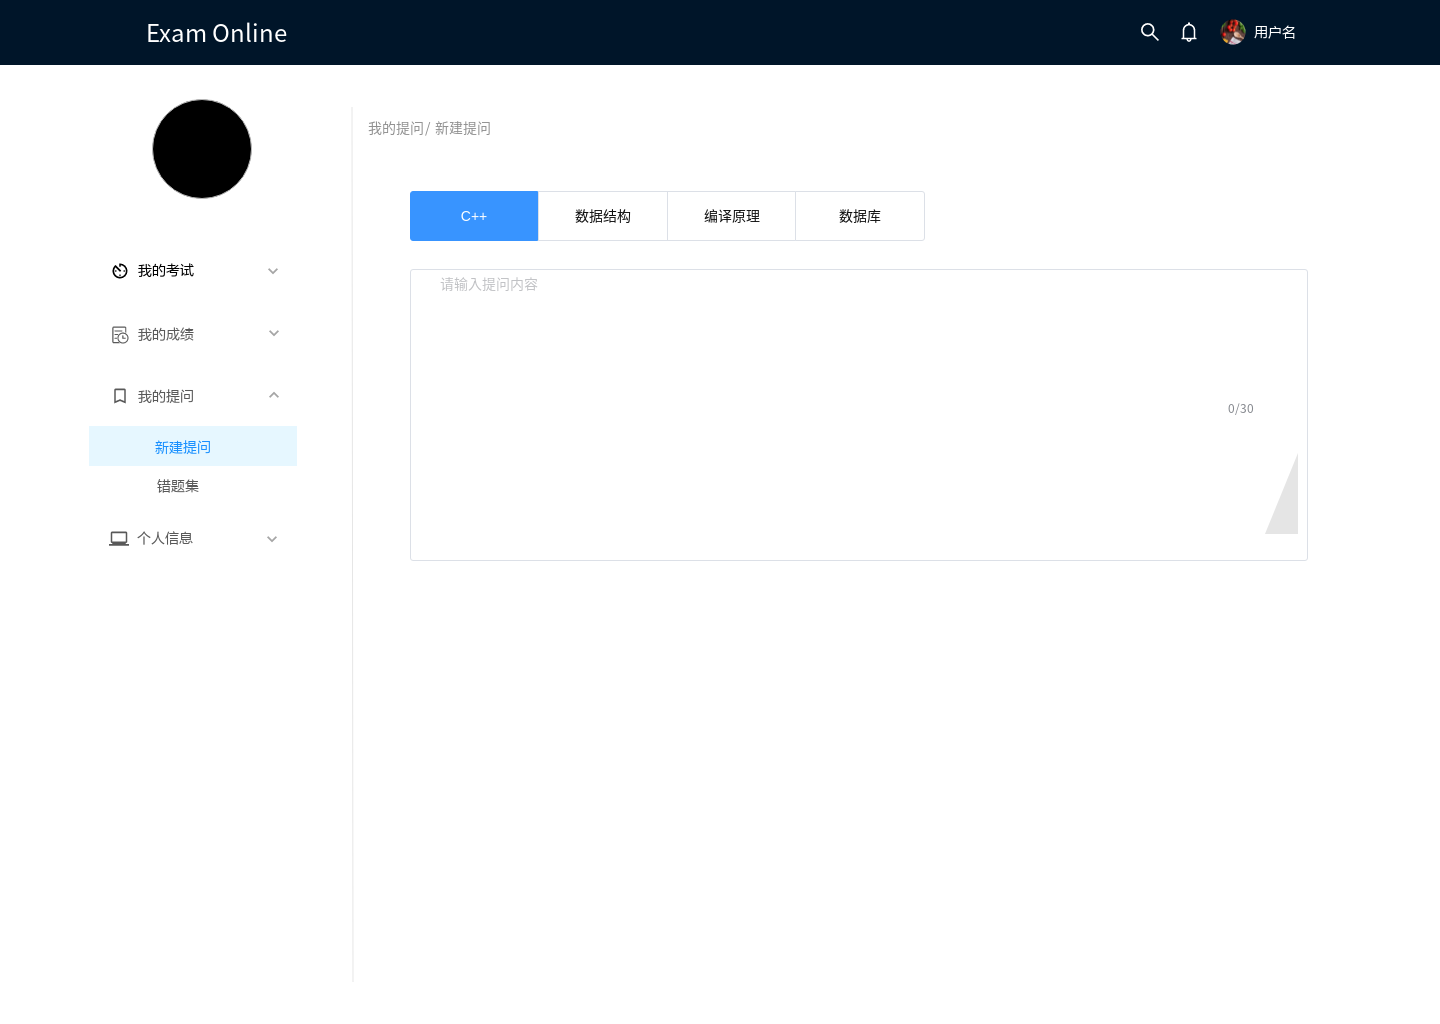 Exam Online
用户名
我的提问/ 新建提问
C++
数据结构
编译原理
数据库
请输入提问内容
0/30
我的考试
我的成绩
我的提问
新建提问
错题集
个人信息